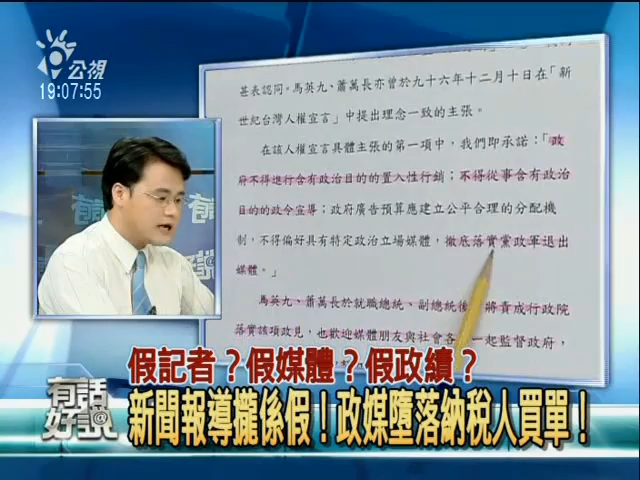 公視
19:07:55
甚表認同。馬英九、蕭萬長亦曾於九十六年十二月十日在「新
世紀台灣人權宣言」中提出理念一致的主張。
在該人權宣言具體主張的第一項中，我們即承諾：「政
府不得進行含有政治目的的置入性行銷；不得從事含有政治
目的的政令宣導；政府廣告預算應建立公平合理的分配機
制，不得偏好具有特定政治立場媒體，撤底落實黨政軍退出
媒體。」
馬英九、蕭萬長於就職總統、副總統後，將責成行政院
落實該項政見，也歡迎媒體朋友與社會各 一起監督政府，
假記者？假媒體？假政績？
有話好說@
新聞報導攏係假！政媒墮落納稅人買單！